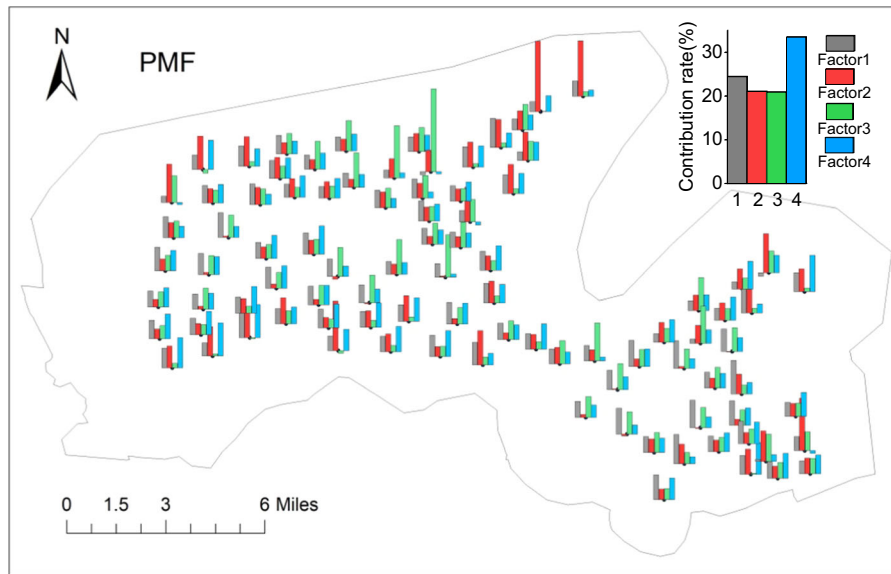 N
PMF
Contribution rate(%)
30
20
10
0
1 2 3 4
Factor1
Factor2
Factor3
Factor4
0 1.5 3 6 Miles